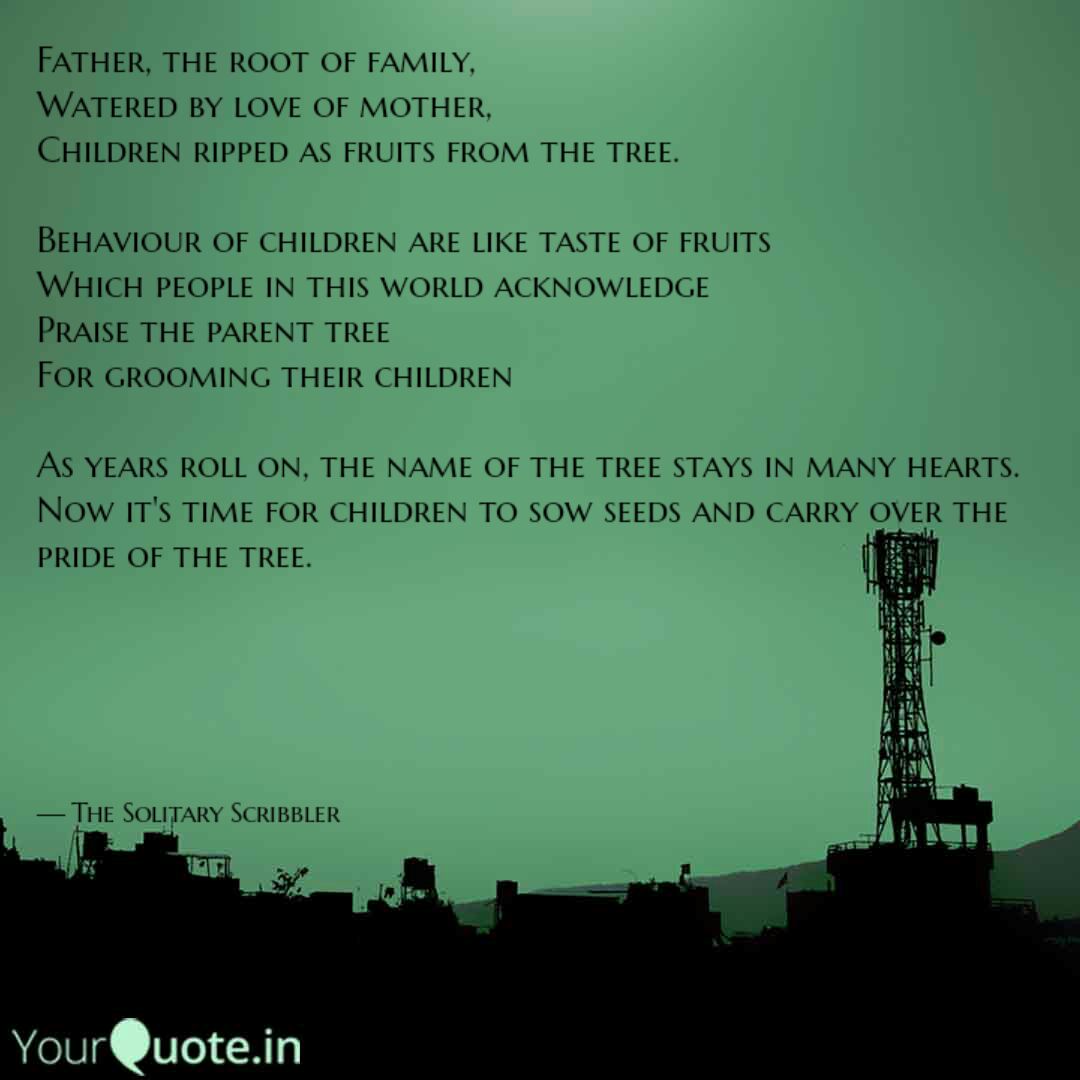 Father, the root of family,
Watered by love of mother,
Children ripped as fruits from the tree.
Behaviour of children are like taste of fruits
Which people in this world acknowledge
Praise the parent tree
For grooming their children
As years roll on, the name of the tree stays in many hearts.
Now it's time for children to sow seeds and carry over the
pride of the tree.
— The Solitary Scribbler
YourQuote.in